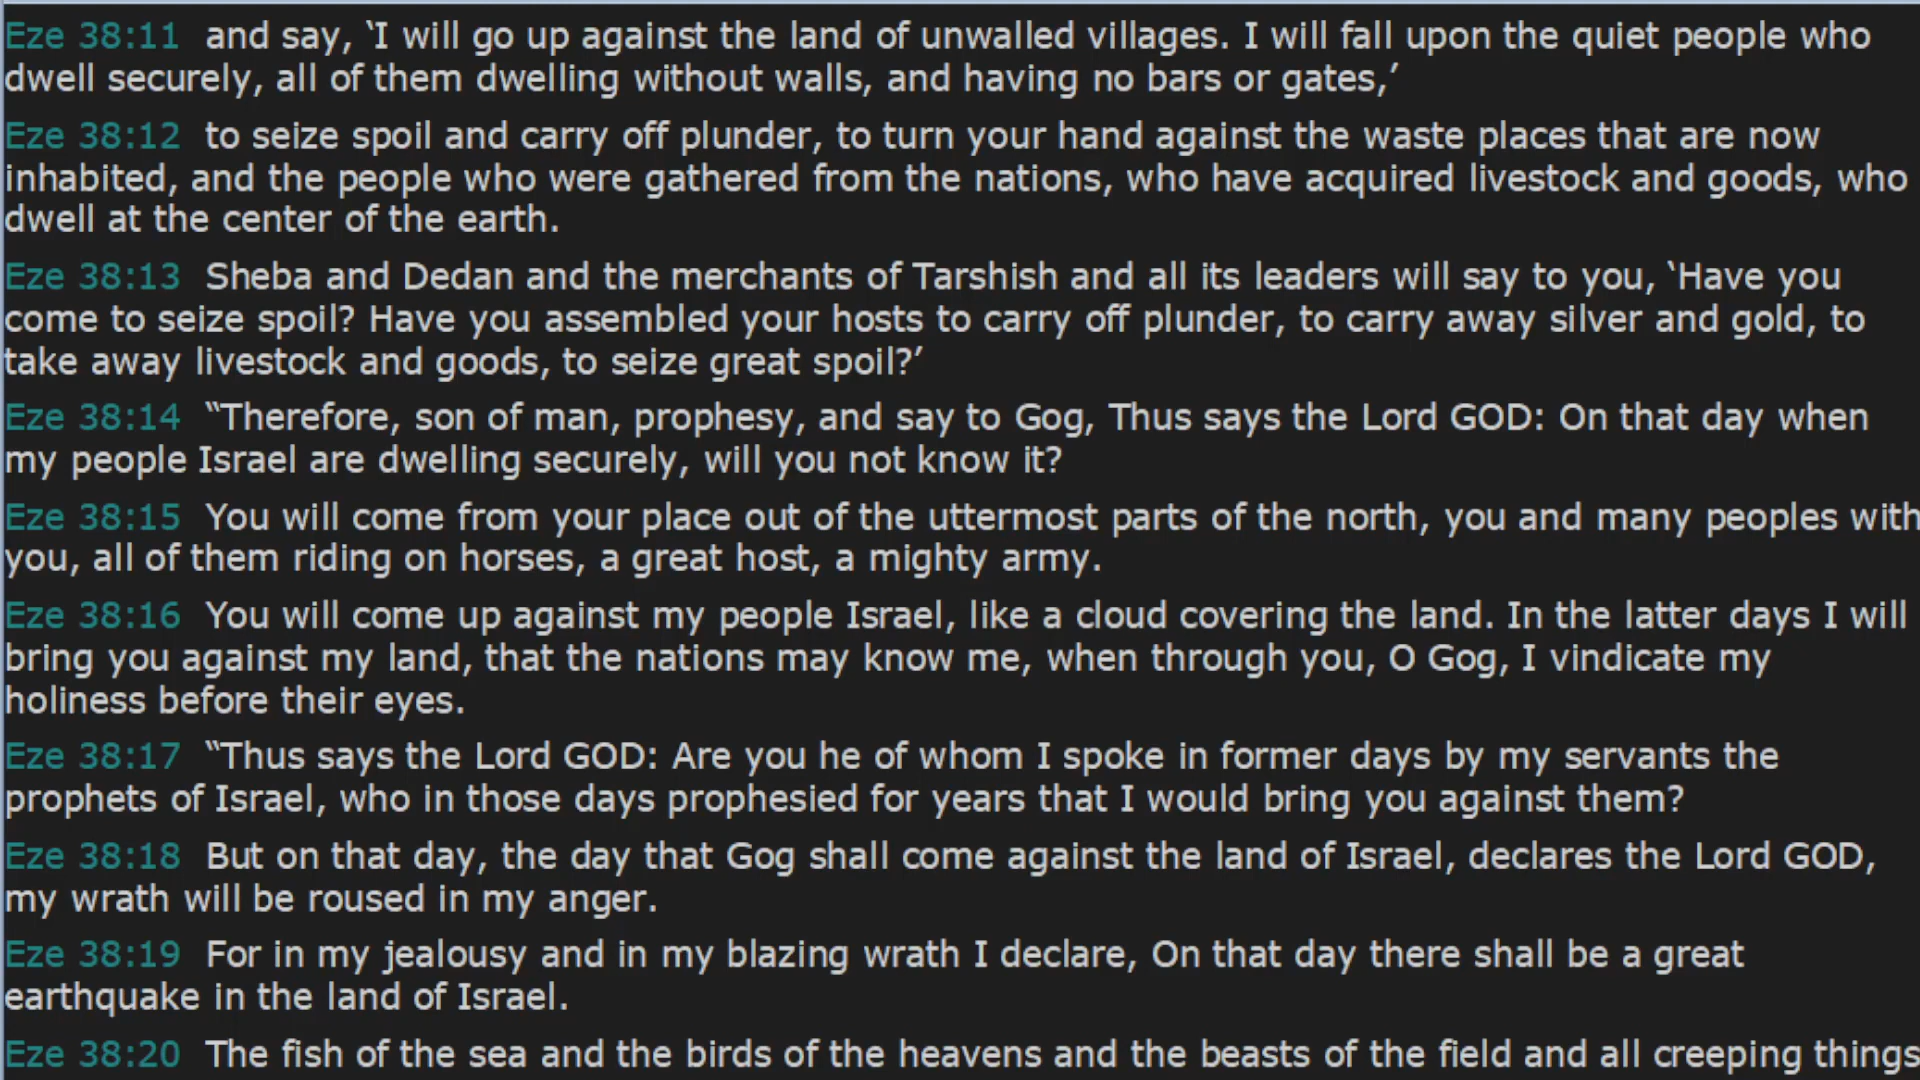 Eze 38:11 and say, ‘I will go up against the land of unwalled villages. I will fall upon the quiet people who
dwell securely, all of them dwelling without walls, and having no bars or gates,’
Eze 38:12 to seize spoil and carry off plunder, to turn your hand against the waste places that are now
inhabited, and the people who were gathered from the nations, who have acquired livestock and goods, who
dwell at the center of the earth.
Eze 38:13 Sheba and Dedan and the merchants of Tarshish and all its leaders will say to you, ‘Have you
come to seize spoil? Have you assembled your hosts to carry off plunder, to carry away silver and gold, to
take away livestock and goods, to seize great spoil?’
Eze 38:14 “Therefore, son of man, prophesy, and say to Gog, Thus says the Lord GOD: On that day when
my people Israel are dwelling securely, will you not know it?
Eze 38:15 You will come from your place out of the uttermost parts of the north, you and many peoples with
you, all of them riding on horses, a great host, a mighty army.
Eze 38:16 You will come up against my people Israel, like a cloud covering the land. In the latter days I will
bring you against my land, that the nations may know me, when through you, O Gog, I vindicate my
holiness before their eyes.
Eze 38:17 “Thus says the Lord GOD: Are you he of whom I spoke in former days by my servants the
prophets of Israel, who in those days prophesied for years that I would bring you against them?
Eze 38:18 But on that day, the day that Gog shall come against the land of Israel, declares the Lord GOD,
my wrath will be roused in my anger.
Eze 38:19 For in my jealousy and in my blazing wrath I declare, On that day there shall be a great
earthquake in the land of Israel.
Eze 38:20 The fish of the sea and the birds of the heavens and the beasts of the field and all creeping things